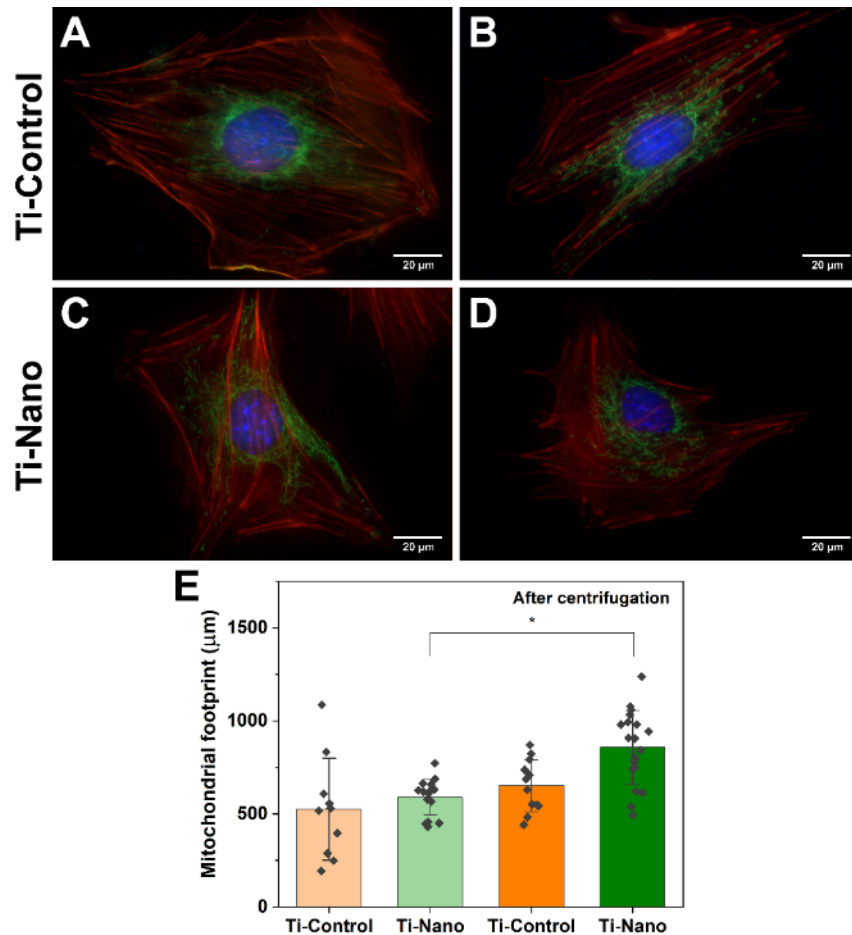 A
B
Ti-Control
20 µm
20 µm
C
D
Ti-Nano
20 µm
20 µm
E
After centrifugation
*
Mitochondrial footprint (µm)
1500
1000
500
0
Ti-Control Ti-Nano Ti-Control Ti-Nano